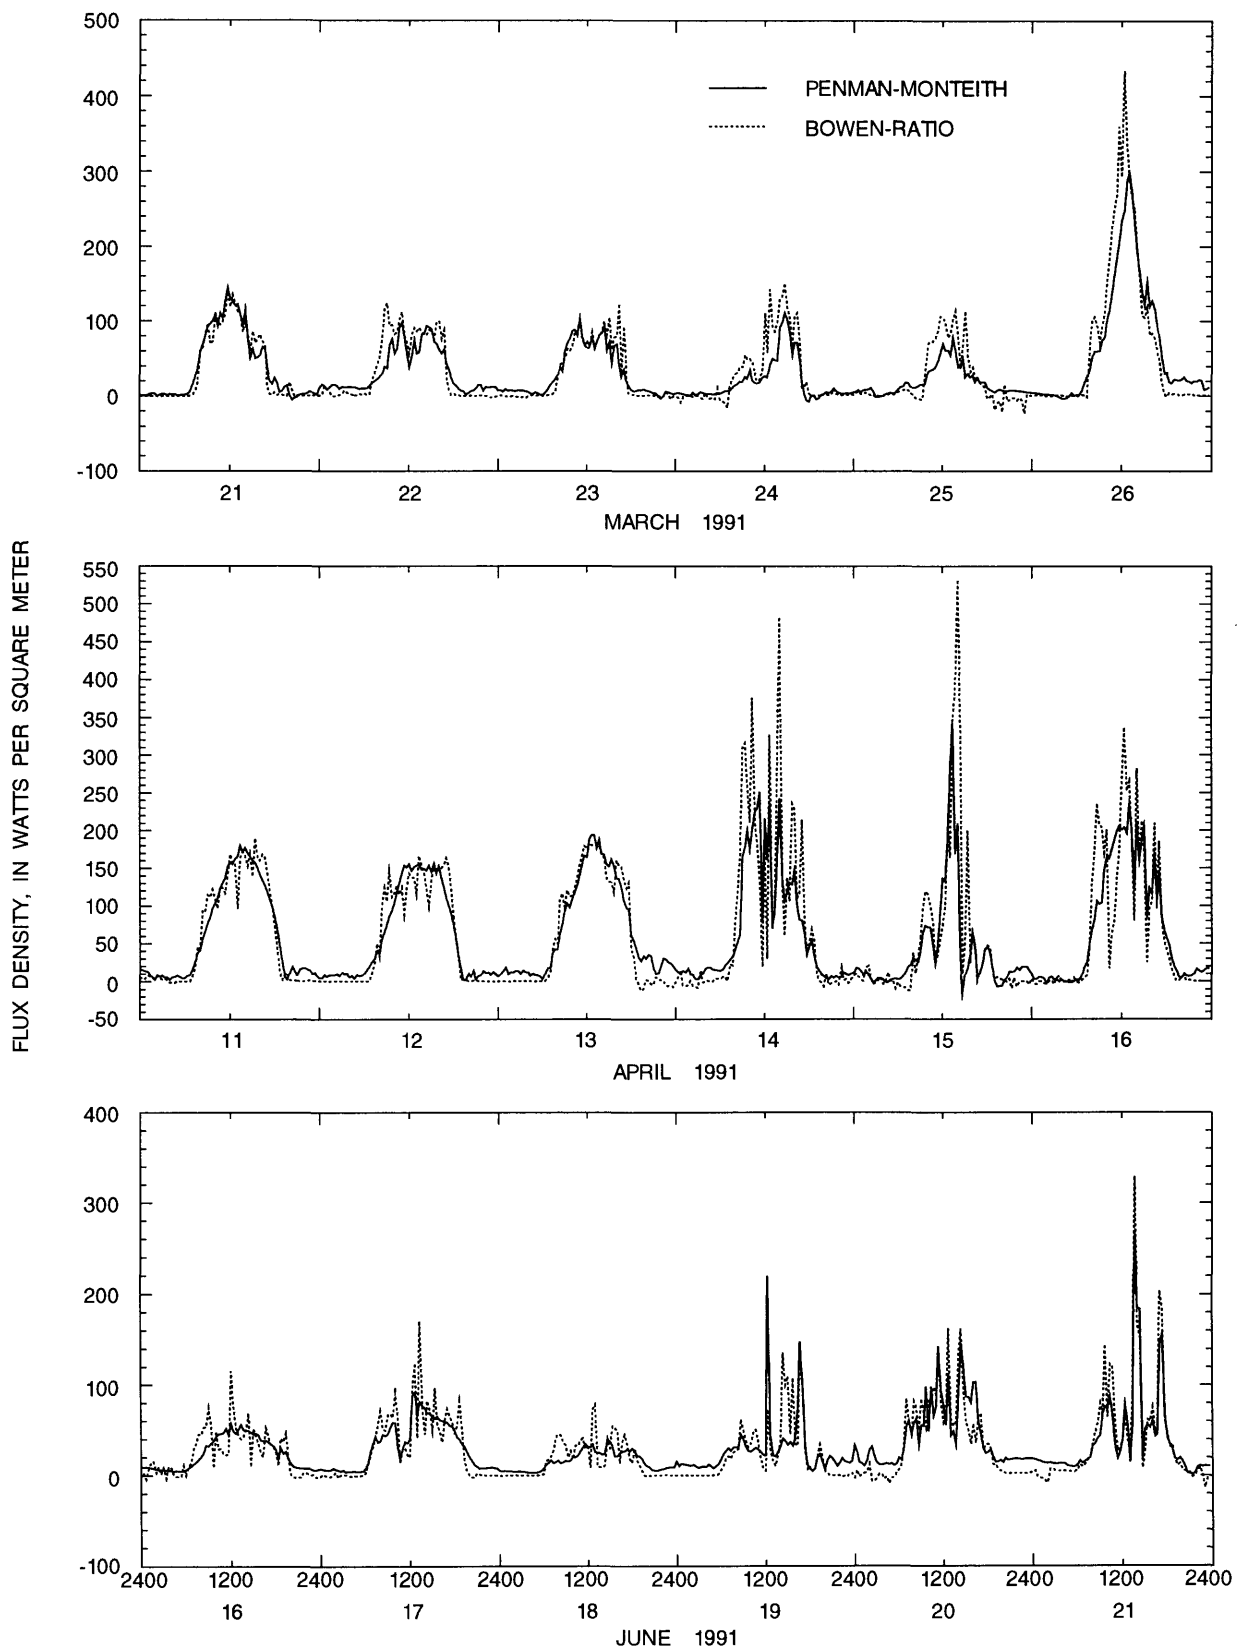 FLUX DENSITY, IN WATTS PER SQUARE METER
500
400
300
200
100
0
-100
PENMAN-MONTEITH
BOWEN-RATIO
21 22 23 24 25 26
MARCH 1991
550
500
450
400
350
300
250
200
150
100
50
0
-50
11 12 13 14 15 16
APRIL 1991
400
300
200
100
0
-100
2400 1200 2400 1200 2400 1200 2400 1200 2400 1200 2400 1200 2400
16 17 18 19 20 21
JUNE 1991